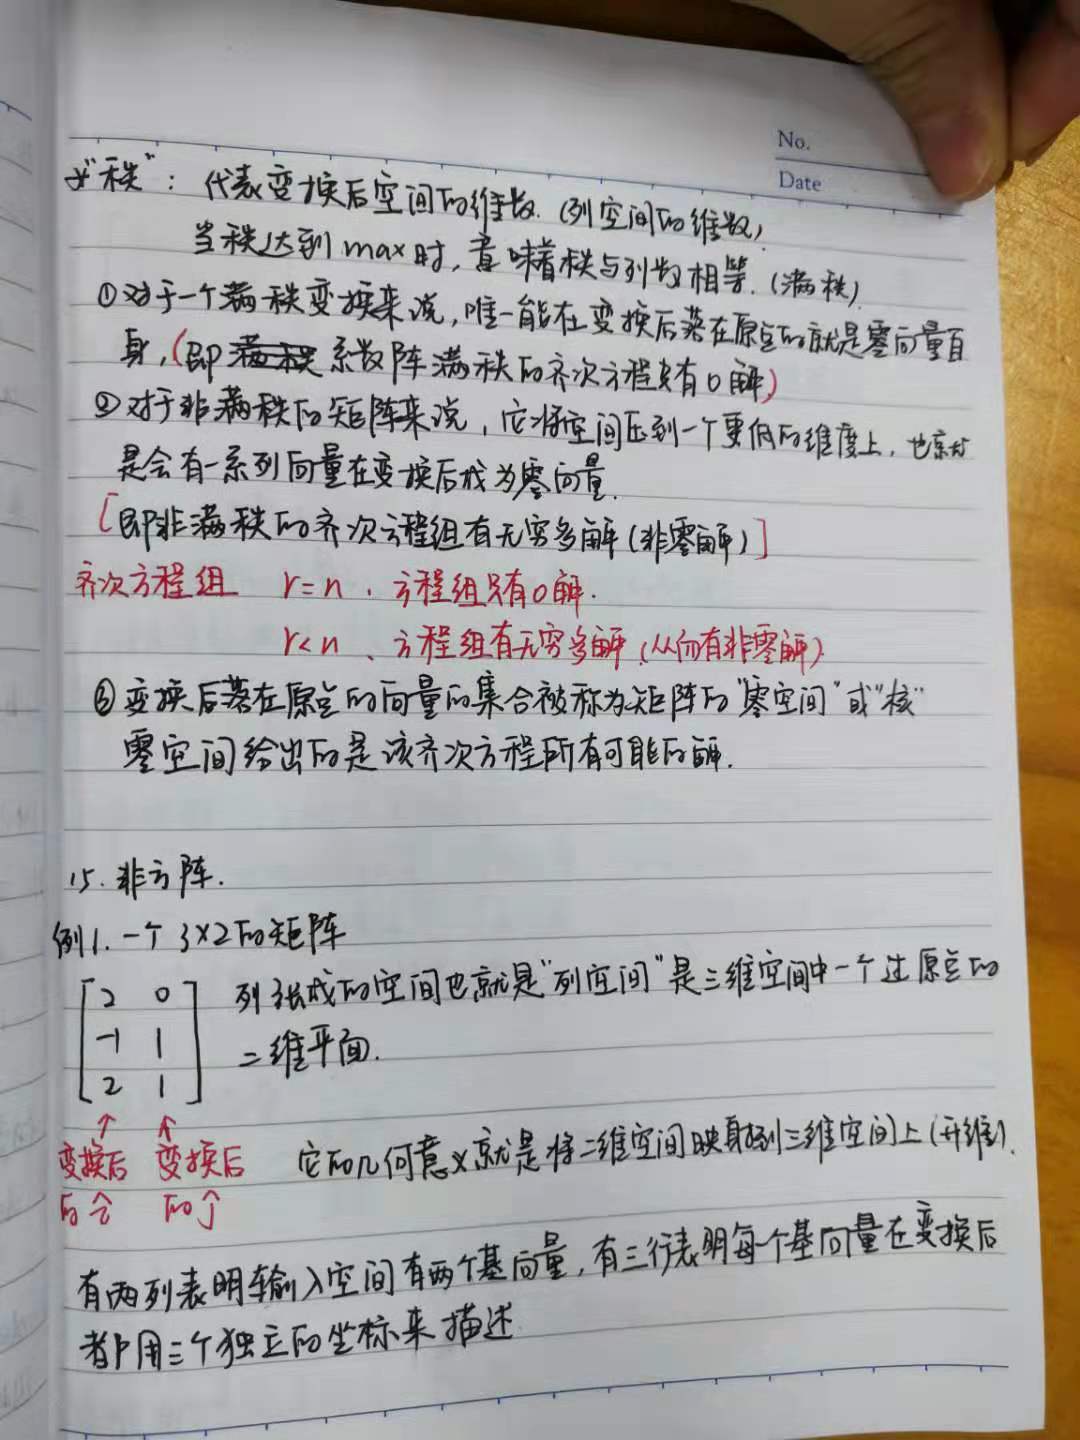 No.
Date
"秩"：代表变换后空间的维数.（列空间的维数）
当秩达到max时，意味着秩与列数相等.（满秩）
①对于一个满秩变换来说，唯一能在变换后落在原点的就是零向量自
身，(即 系数阵满秩的齐次方程只有0解)
②对于非满秩的矩阵来说，它将空间压到一个更低的维度上，也就
是会有一系列向量在变换后成为零向量.
[即非满秩的齐次方程组有无穷多解(非零解)]
齐次方程组 r=n，方程组只有0解.
r<n、方程组有无穷多解(从而有非零解)
③变换后落在原点的向量的集合被称为矩阵的"零空间"或"核"
零空间给出的是该齐次方程所有可能的解.
15.非方阵.
例1.一个3×2的矩阵
2 0 列张成的空间也就是"列空间"是三维空间中一个过原点的
-1 1 二维平面.
2 1
↑ ↑
变换后 变换后 它的几何意义就是将二维空间映射到三维空间上(升维).
的 的
有两列表明输入空间有两个基向量，有三行表明每一个基向量在变换后
都用三个独立的坐标来描述